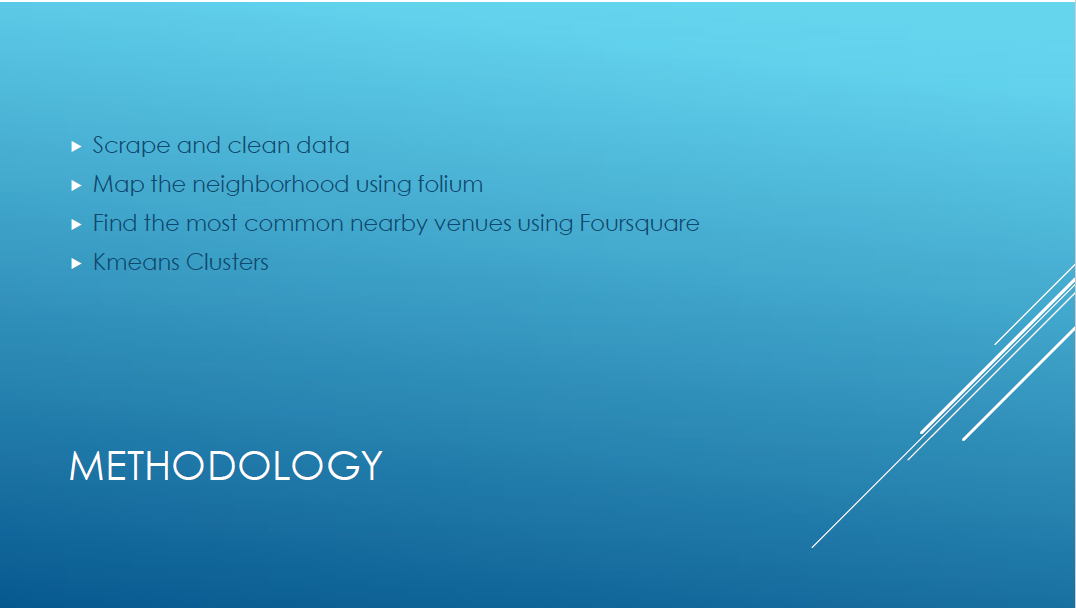 Scrape and clean data
Map the neighborhood using folium
Find the most common nearby venues using Foursquare
Kmeans Clusters
METHODOLOGY